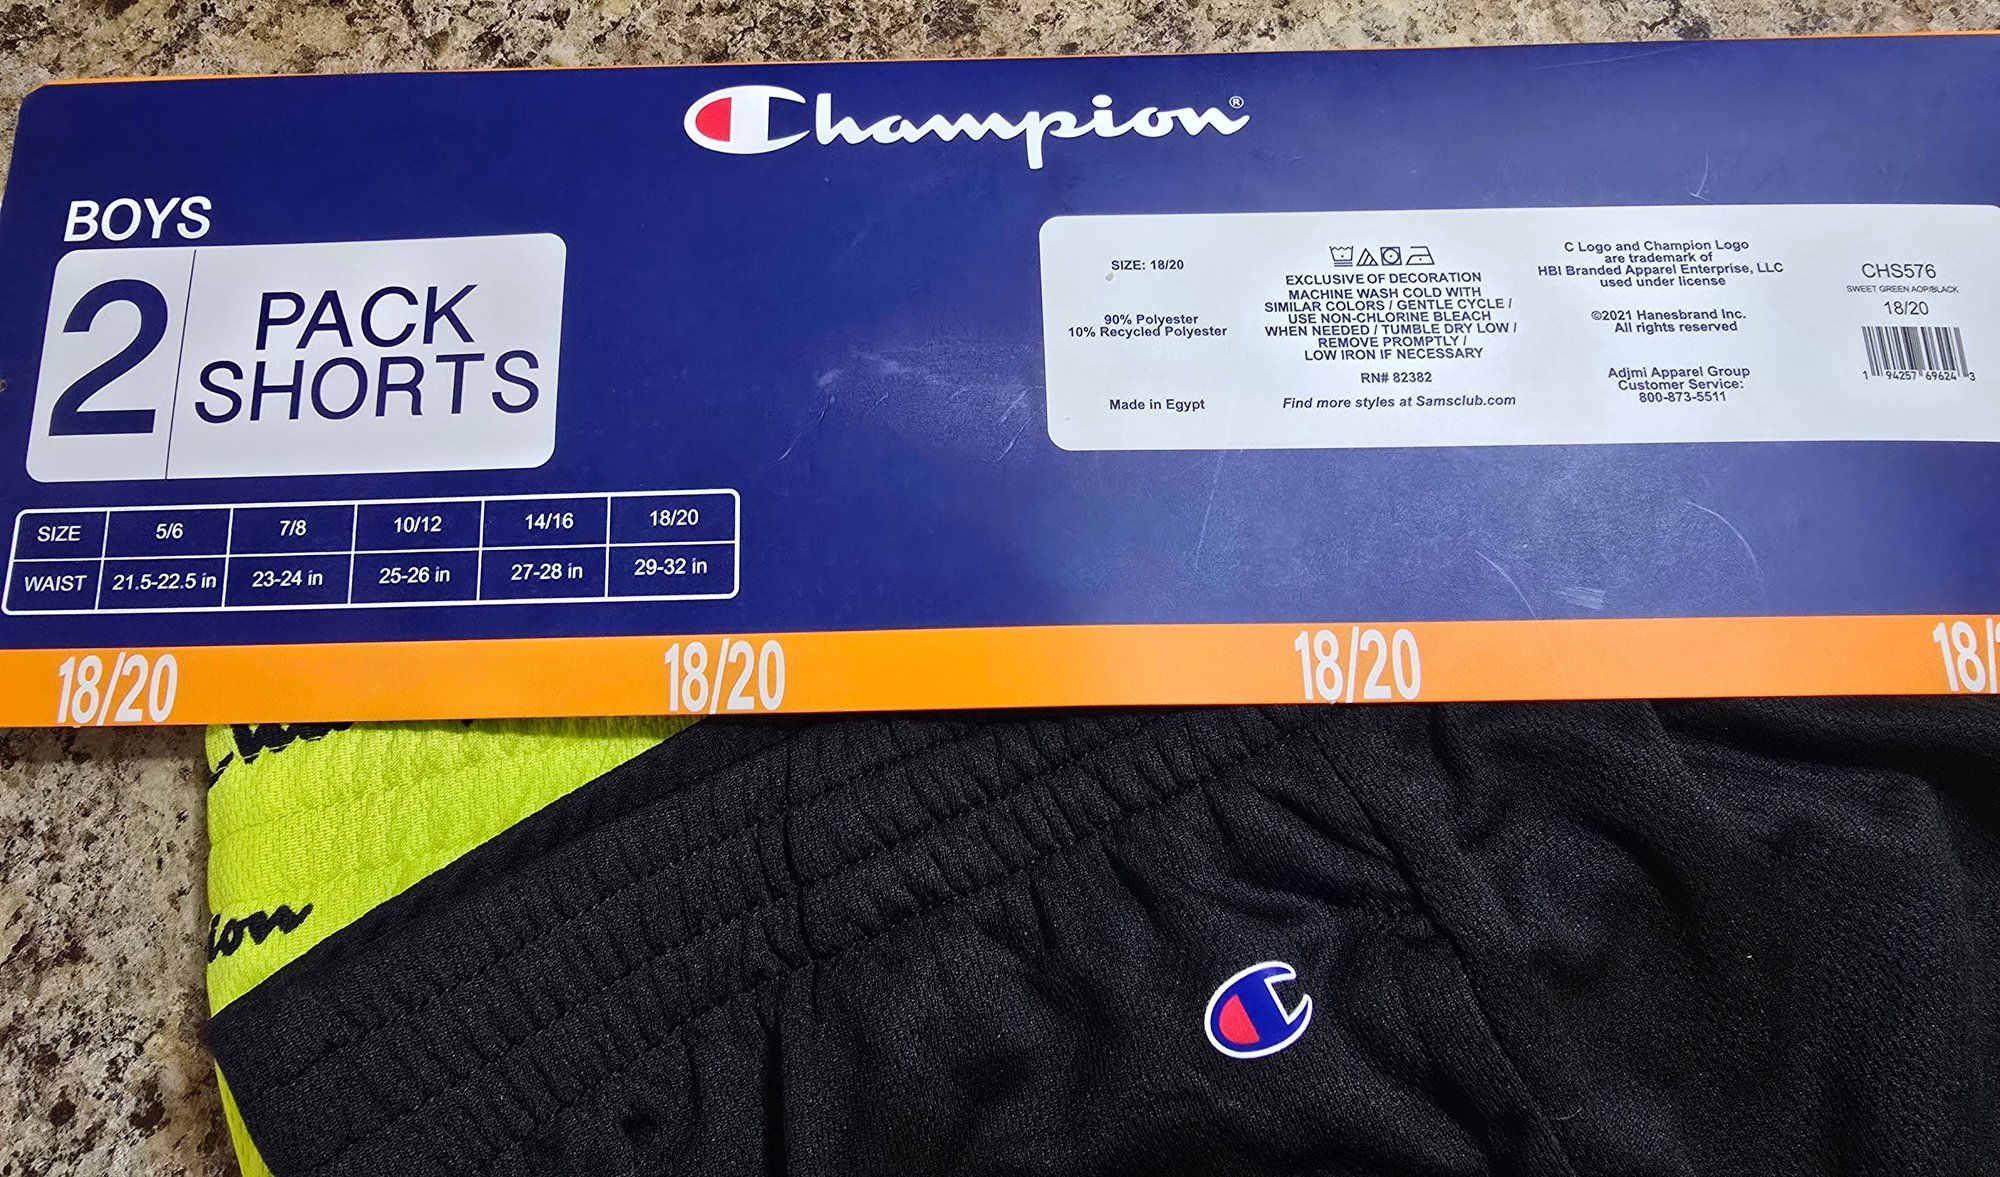 Champion®
BOYS
2
PACK
SHORTS
SIZE 5/6 7/8 10/12 14/16 18/20
WAIST 21.5-22.5 in 23-24 in 25-26 in 27-28 in 29-32 in
SIZE: 18/20
90% Polyester
10% Recycled Polyester
Made in Egypt
EXCLUSIVE OF DECORATION
MACHINE WASH COLD WITH
SIMILAR COLORS / GENTLE CYCLE /
USE NON-CHLORINE BLEACH
WHEN NEEDED / TUMBLE DRY LOW /
REMOVE PROMPTLY /
LOW IRON IF NECESSARY
RN# 82382
Find more styles at Samsclub.com
C Logo and Champion Logo
are trademark of
HBI Branded Apparel Enterprise, LLC
used under license
©2021 Hanesbrand Inc.
All rights reserved
Adjmi Apparel Group
Customer Service:
800-873-5511
CHS576
SWEET GREEN AOP/BLACK
18/20
1 94257 69624 3
18/20 18/20 18/20 18/
ion